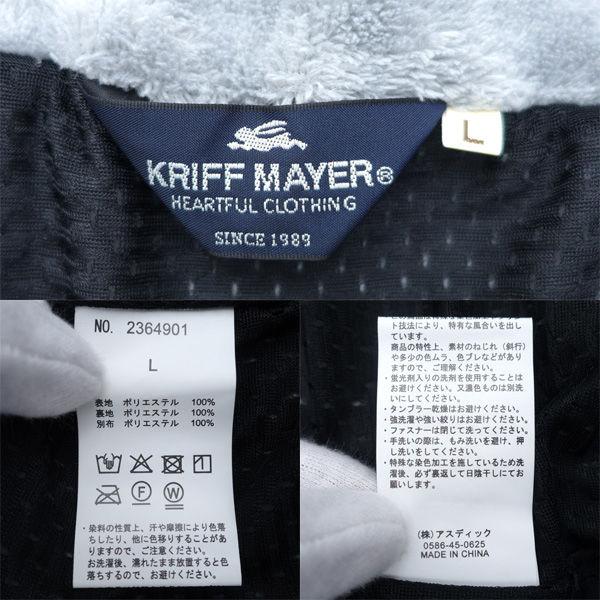 KRIFF MAYER®
HEARTFUL CLOTHING
SINCE 1989
L
NO. 2364901
L
表地 ポリエステル 100%
裏地 ポリエステル 100%
別布 ポリエステル 100%
F W
・染料の性質上、汗や摩擦により色落
ちしたり、他に色移りすることがあり
ますので、ご注意ください。
お洗濯後、濡れたまま放置すると色
落ちするので、お避けください。
ト技法により、特有な風合いを出し
ています。
商品の特性上、素材のねじれ（斜行）
や多少の色ムラ、色ブレなどがあり
ますので、ご理解ください。
・蛍光剤入りの洗剤を使用することは
お避けください。又濃色ものは別洗
いにしてください。
・タンブラー乾燥はお避けください。
・強洗濯や強い絞りはお避けください。
・ファスナーは閉じて洗ってください。
・手洗いの際は、もみ洗いを避け、押
し洗いをしてください。
・特殊な染色加工を施しているため洗
濯後、必ず裏返して日陰干しにてお
願いします。
（株）アスディック
0586-45-0625
MADE IN CHINA